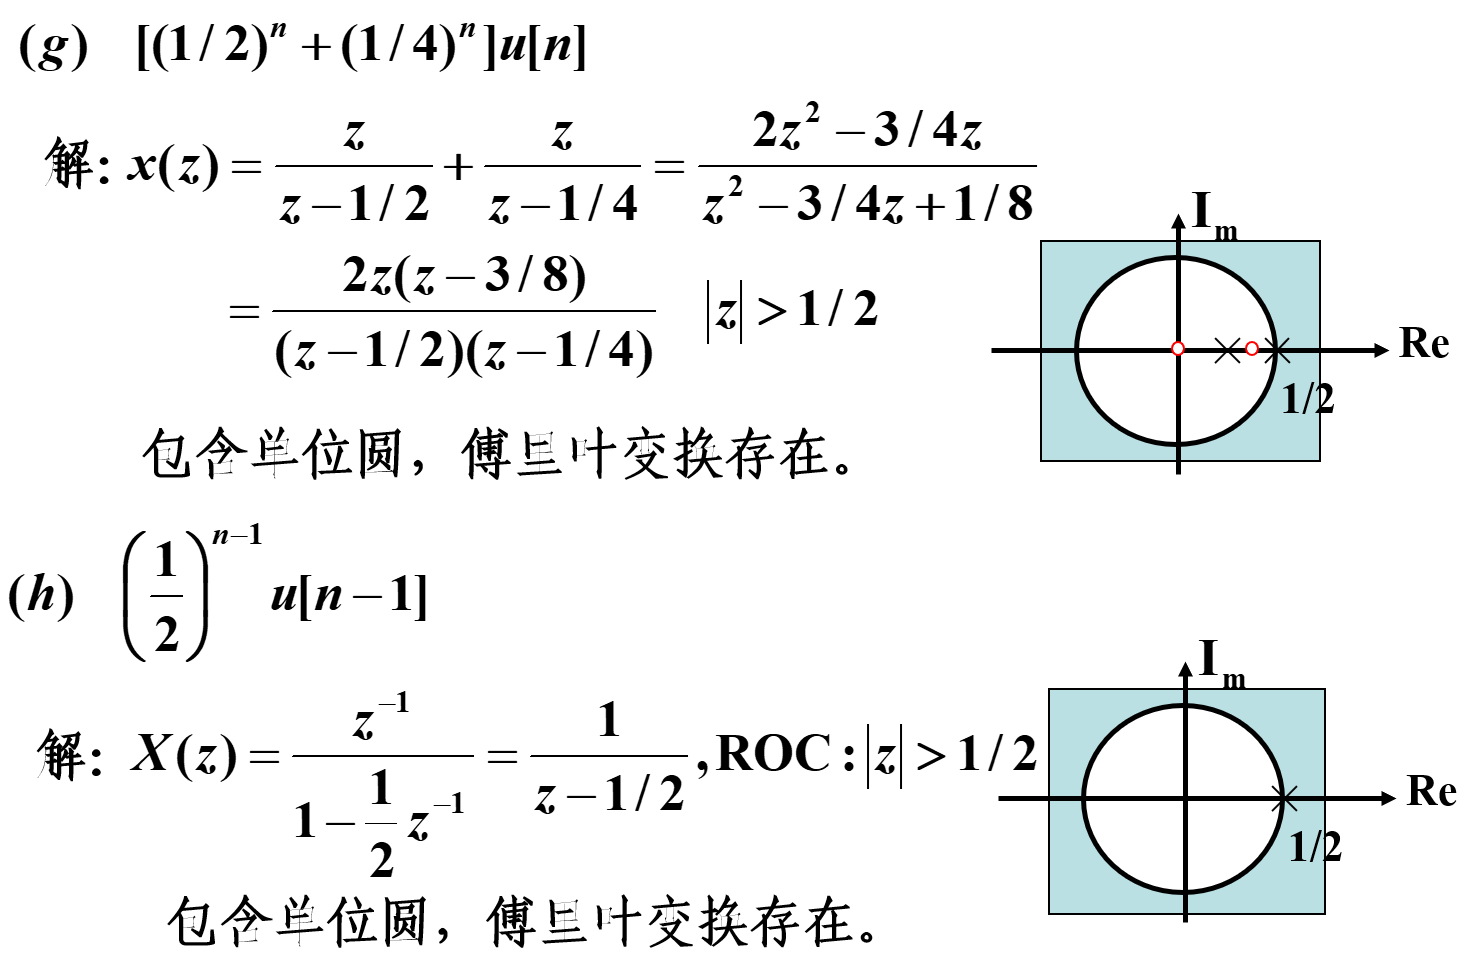 (g) [(1/2)ⁿ + (1/4)ⁿ]u[n]
解: x(z) = z/(z−1/2) + z/(z−1/4) = (2z² − 3/4z)/(z² − 3/4z + 1/8)
= 2z(z − 3/8)/((z−1/2)(z−1/4)) |z| > 1/2
Iₘ
Re
1/2
包含单位圆，傅里叶变换存在。
(h) (1/2)ⁿ⁻¹ u[n−1]
解: X(z) = z⁻¹/(1 − 1/2 z⁻¹) = 1/(z−1/2), ROC: |z| > 1/2
Iₘ
Re
1/2
包含单位圆，傅里叶变换存在。